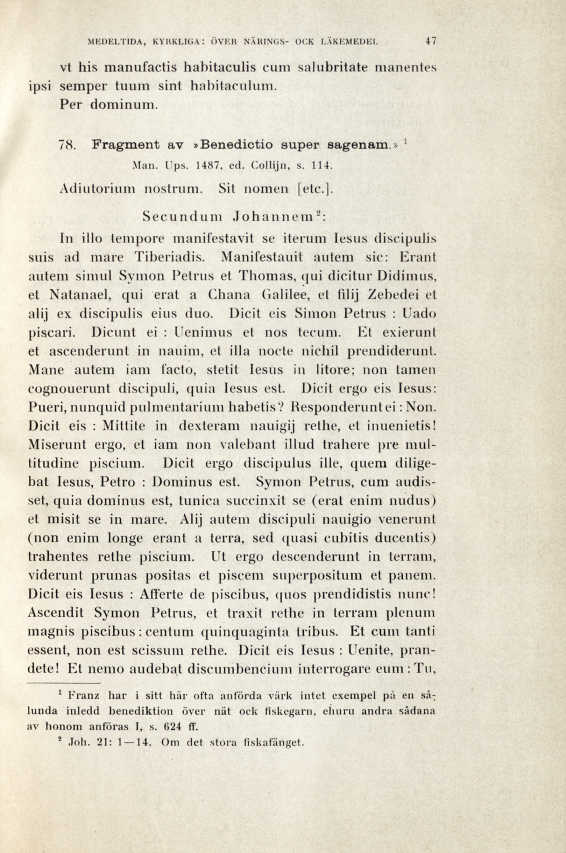 MEDELTIDA, KYRKLIGA: ÖVER NÄRINGS- OCK LÄKEMEDEL 47
vt his manufactis habitaculis cum salubritate manentes
ipsi semper tuum sint habitaculum.
Per dominum.
78. Fragment av »Benedictio super sagenam.» ¹
Man. Ups. 1487, ed. Collijn, s. 114.
Adiutorium nostrum. Sit nomen [etc.].
Secundum Johannem²:
In illo tempore manifestavit se iterum Iesus discipulis
suis ad mare Tiberiadis. Manifestauit autem sic: Erant
autem simul Symon Petrus et Thomas, qui dicitur Didimus,
et Natanael, qui erat a Chana Galilee, et filij Zebedei et
alij ex discipulis eius duo. Dicit eis Simon Petrus : Uado
piscari. Dicunt ei : Uenimus et nos tecum. Et exierunt
et ascenderunt in nauim, et illa nocte nichil prendiderunt.
Mane autem iam facto, stetit Iesus in litore; non tamen
cognouerunt discipuli, quia Iesus est. Dicit ergo eis Iesus:
Pueri, nunquid pulmentarium habetis? Responderunt ei : Non.
Dicit eis : Mittite in dexteram nauigij rethe, et inuenietis!
Miserunt ergo, et iam non valebant illud trahere pre mul-
titudine piscium. Dicit ergo discipulus ille, quem dilige-
bat Iesus, Petro : Dominus est. Symon Petrus, cum audis-
set, quia dominus est, tunica succinxit se (erat enim nudus)
et misit se in mare. Alij autem discipuli nauigio venerunt
(non enim longe erant a terra, sed quasi cubitis ducentis)
trahentes rethe piscium. Ut ergo descenderunt in terram,
viderunt prunas positas et piscem superpositum et panem.
Dicit eis Iesus : Afferte de piscibus, quos prendidistis nunc!
Ascendit Symon Petrus, et traxit rethe in terram plenum
magnis piscibus : centum quinquaginta tribus. Et cum tanti
essent, non est scissum rethe. Dicit eis Iesus : Uenite, pran-
dete! Et nemo audebat discumbencium interrogare eum : Tu,
¹ Franz har i sitt här ofta anförda värk intet exempel på en så-
lunda inledd benediktion över nät ock fiskegarn, ehuru andra sådana
av honom anföras I, s. 624 ff.
² Joh. 21: 1—14. Om det stora fiskafänget.